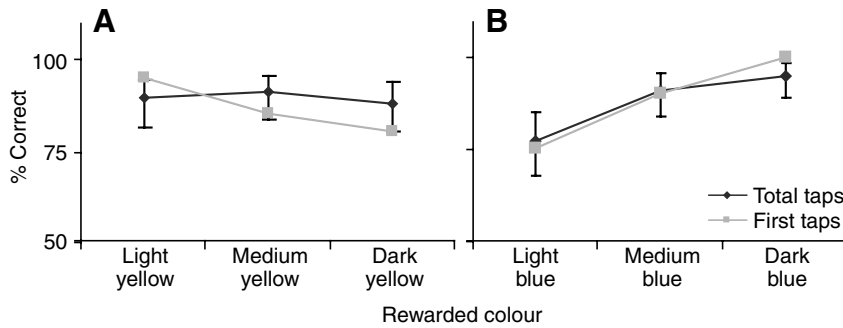 A
B
100
75
50
% Correct
Total taps
First taps
Light yellow
Medium yellow
Dark yellow
Light blue
Medium blue
Dark blue
Rewarded colour